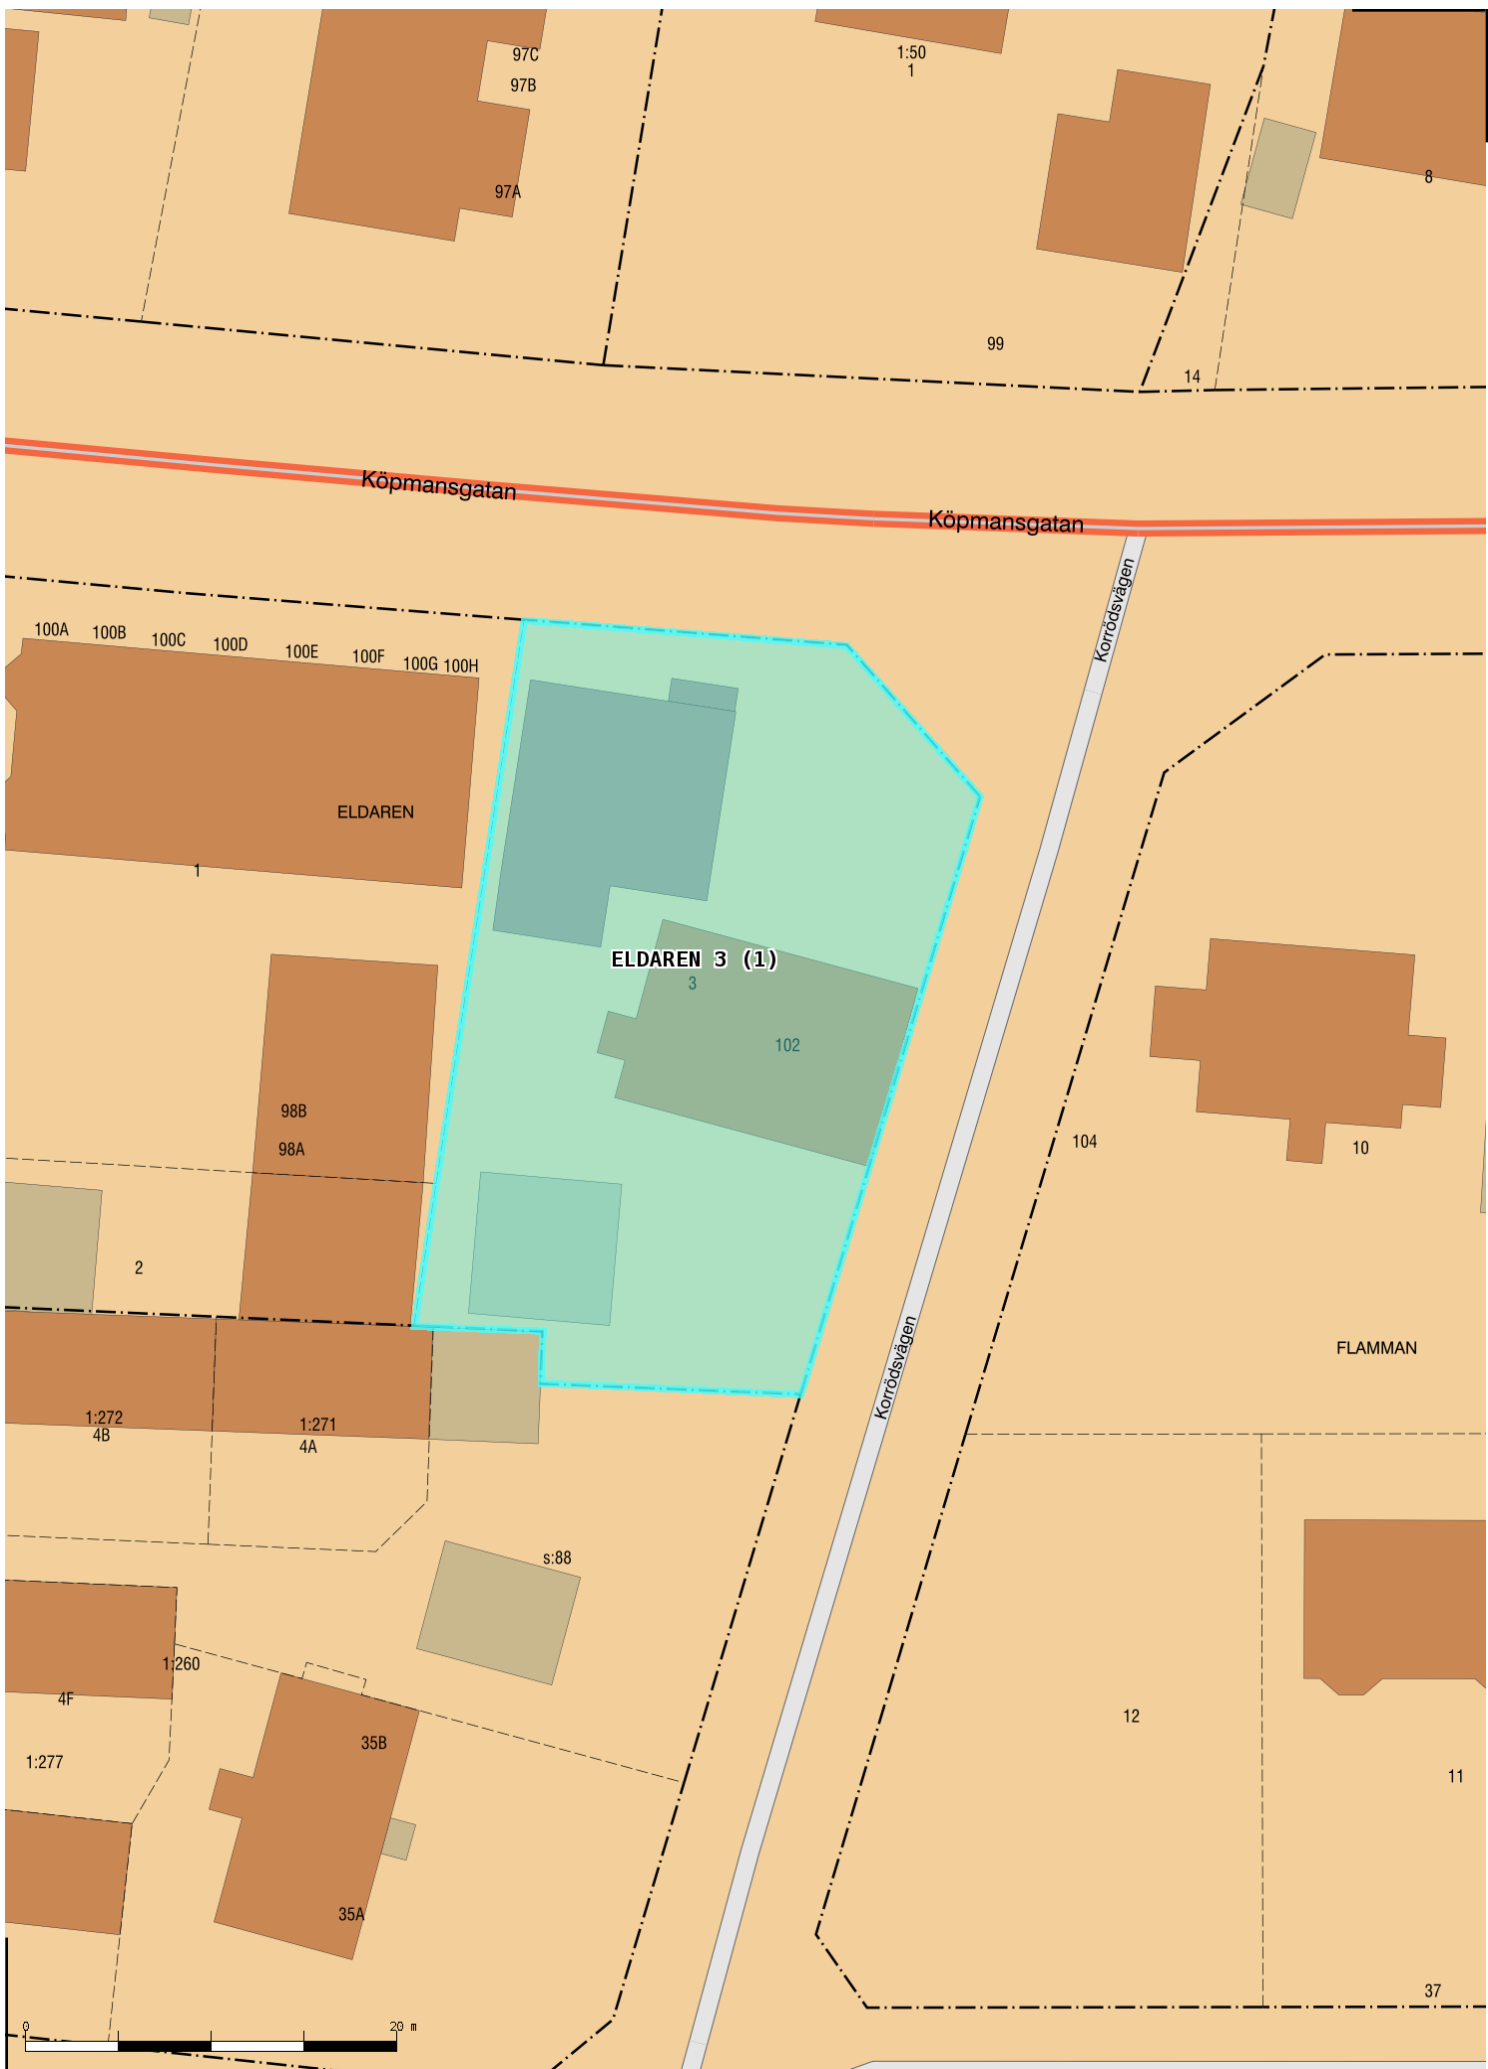 97C
1:50
1
97B
8
97A
99
14
Köpmansgatan
Köpmansgatan
Korrödsvägen
100A 100B 100C 100D 100E 100F 100G 100H
ELDAREN
1
ELDAREN 3 (1)
3
102
98B
98A
104
10
2
FLAMMAN
Korrödsvägen
1:272
4B
1:271
4A
s:88
1:260
4F
35B
12
1:277
11
35A
37
0 20 m